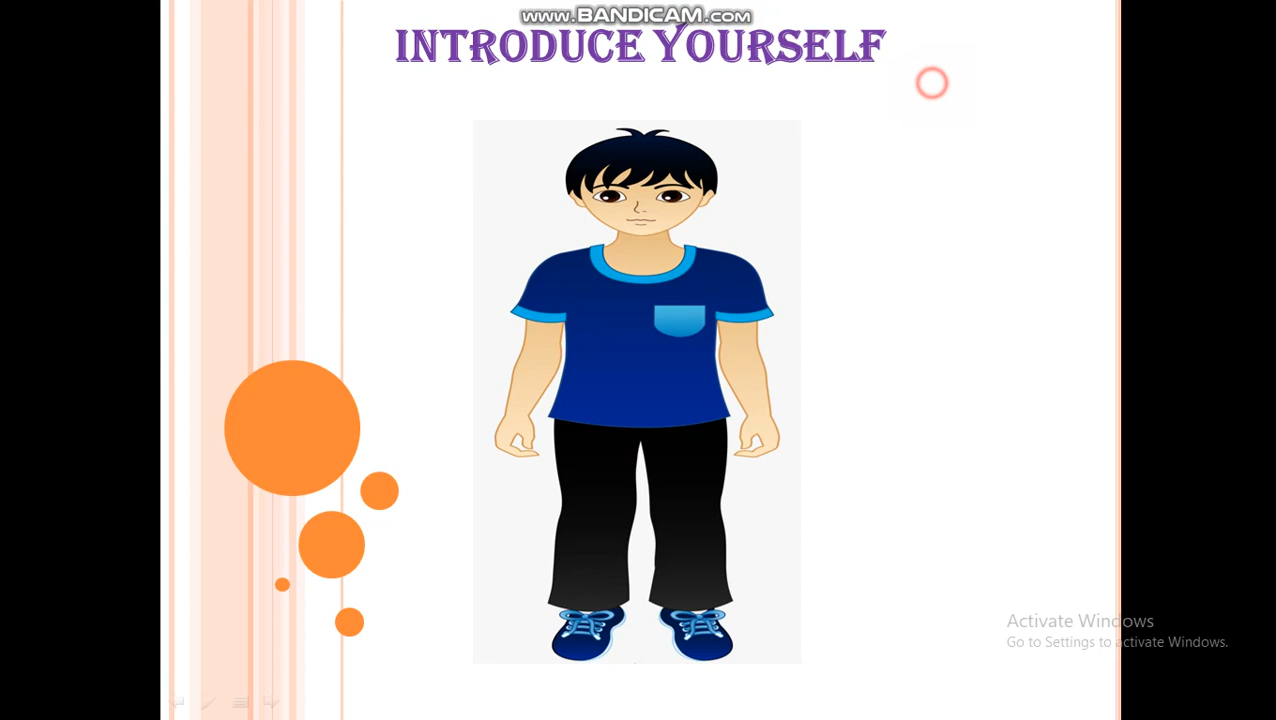 www.BANDICAM.com
INTRODUCE YOURSELF
Activate Windows
Go to Settings to activate Windows.